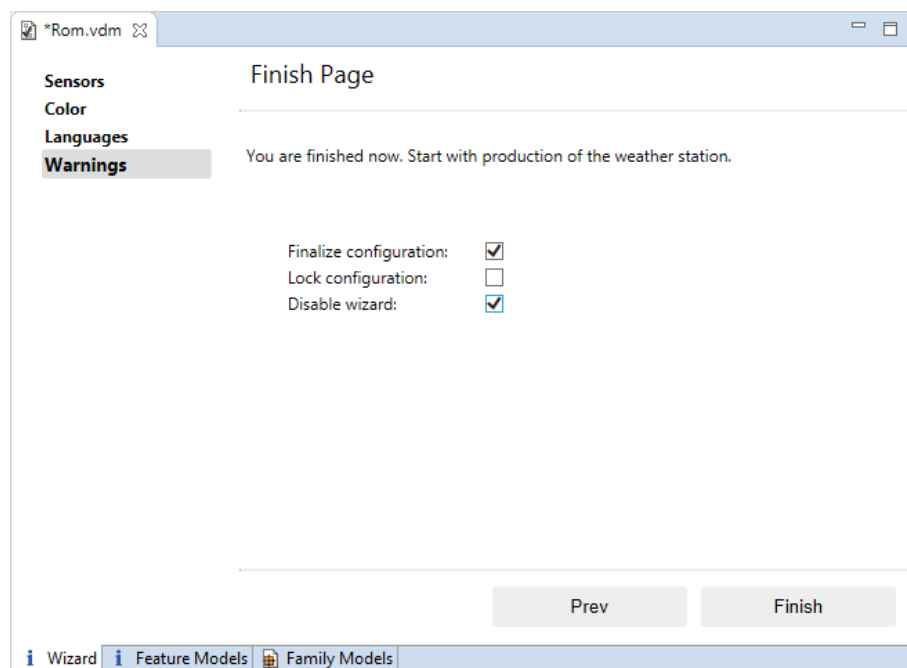 *Rom.vdm
Sensors
Color
Languages
Warnings
Finish Page
You are finished now. Start with production of the weather station.
Finalize configuration:
Lock configuration:
Disable wizard:
Prev
Finish
i Wizard
i Feature Models
Family Models